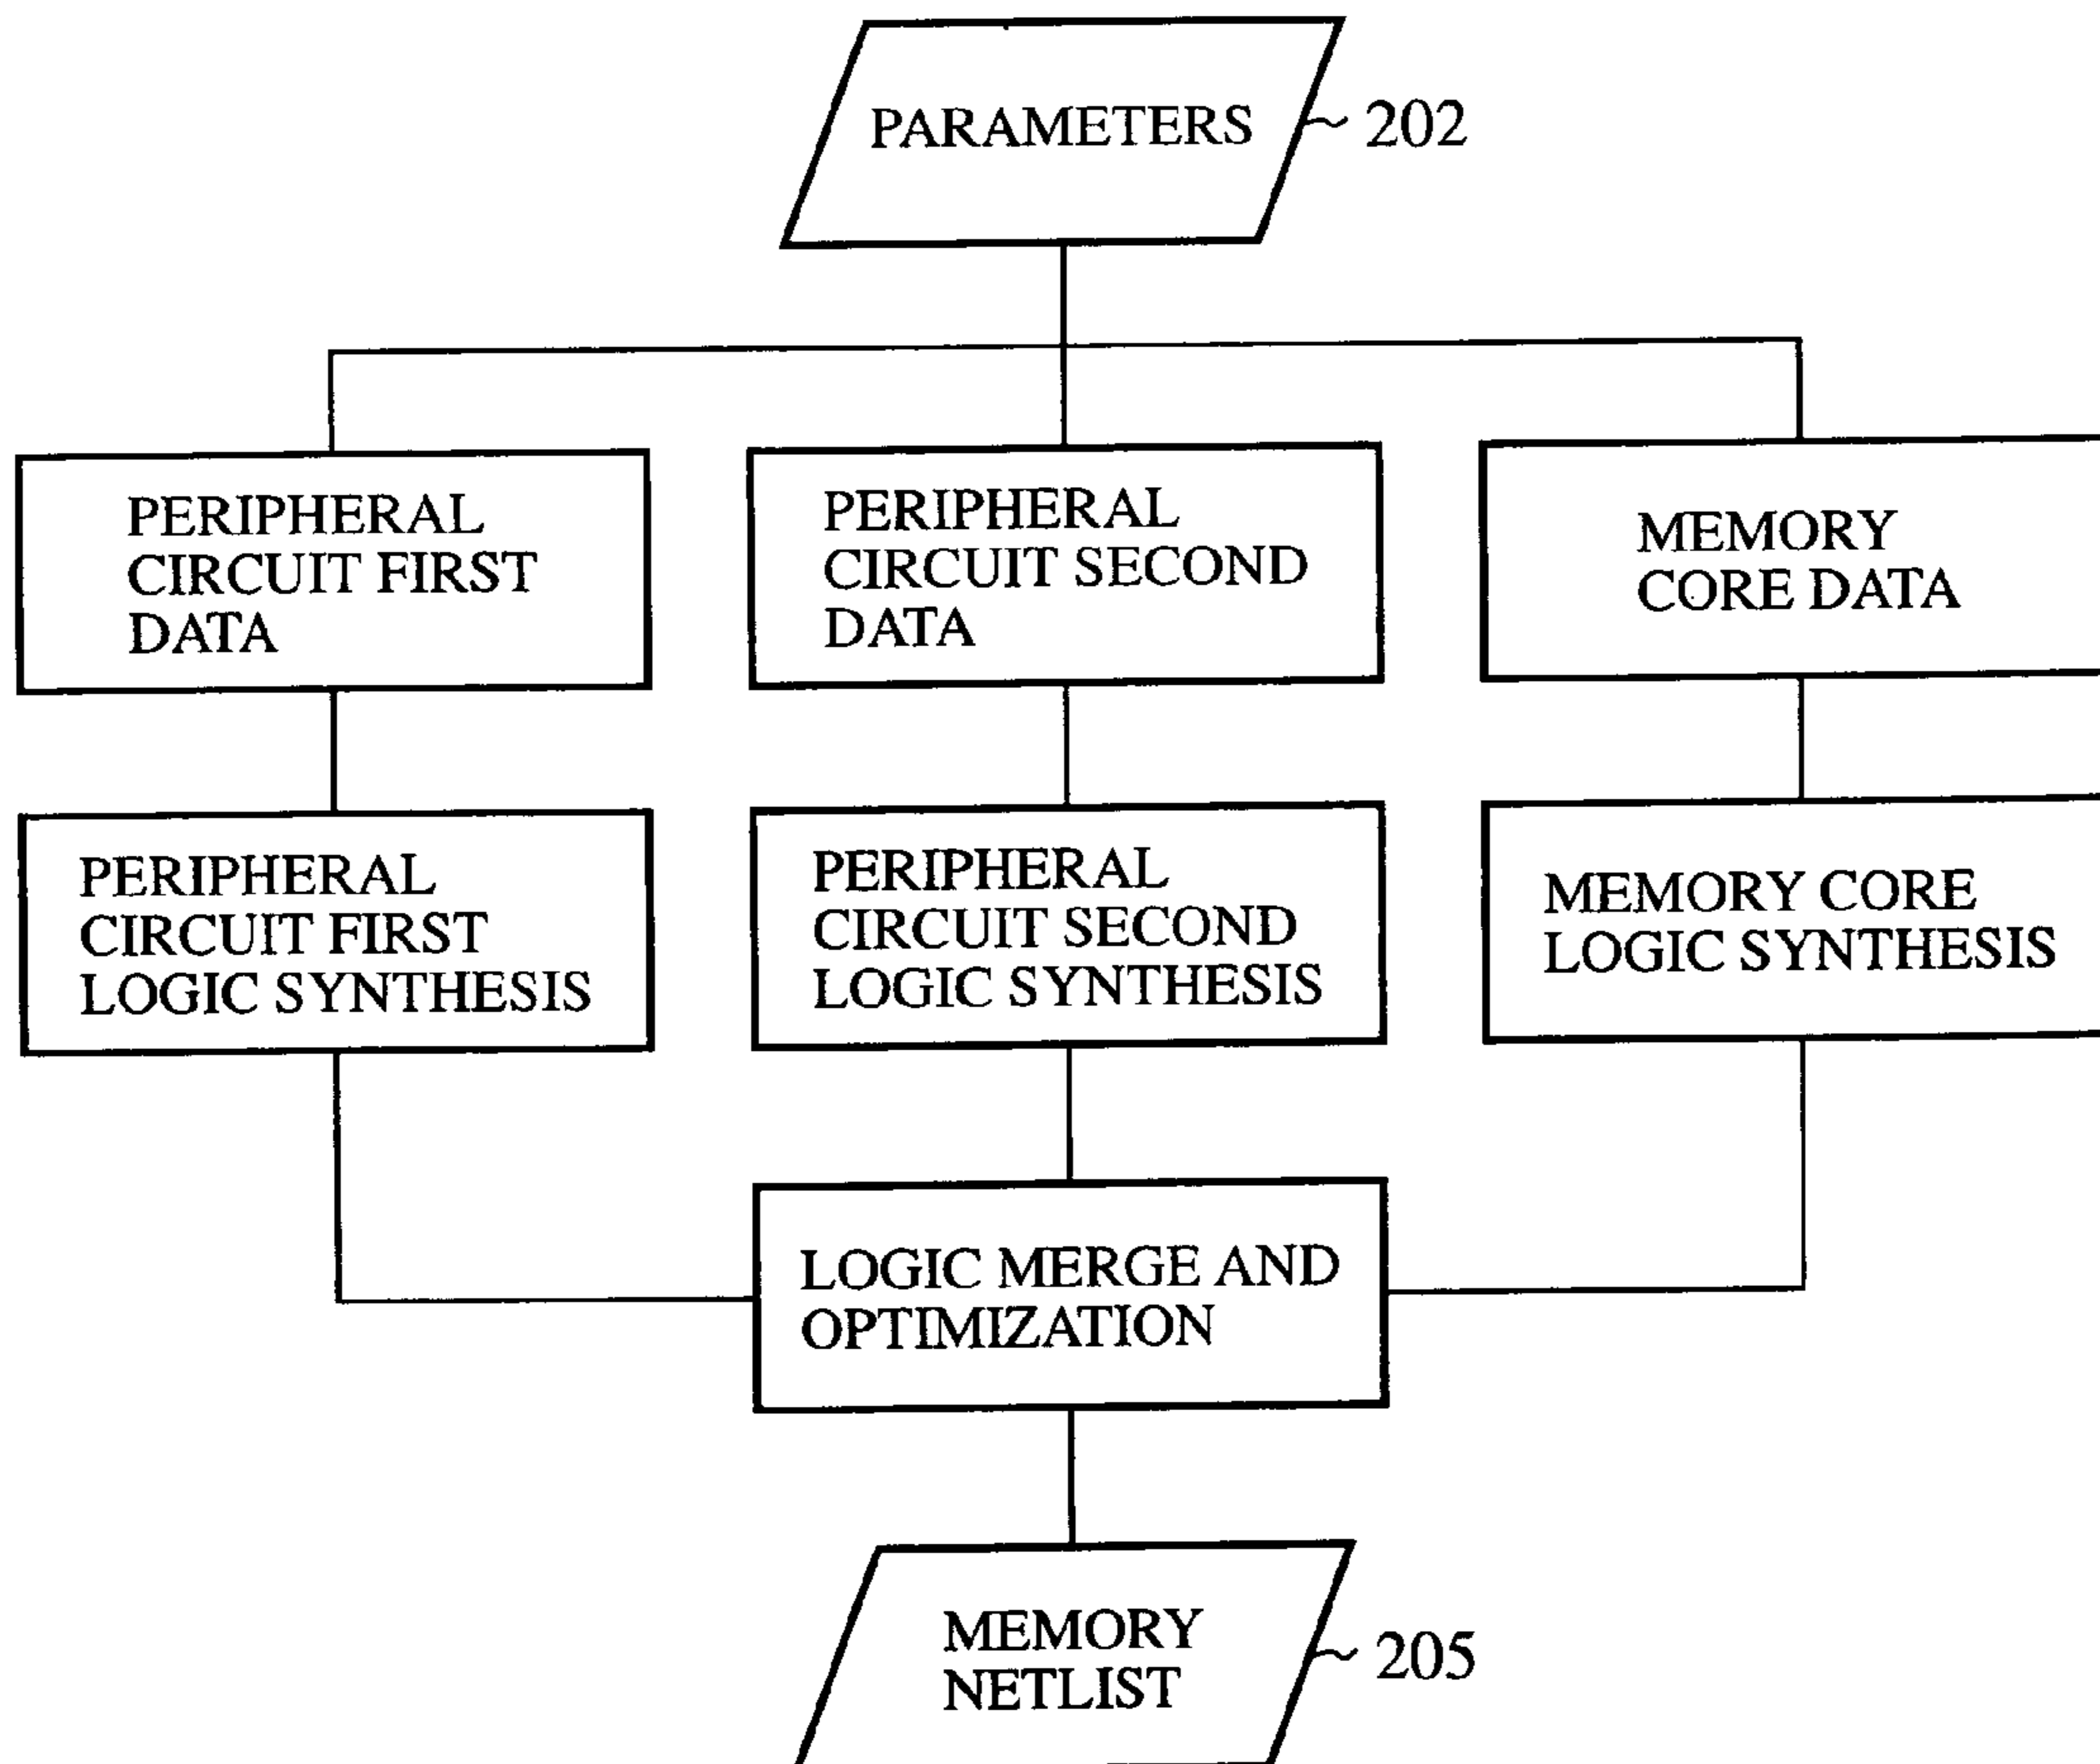 PARAMETERS
202
PERIPHERAL
CIRCUIT FIRST
DATA
PERIPHERAL
CIRCUIT SECOND
DATA
MEMORY
CORE DATA
PERIPHERAL
CIRCUIT FIRST
LOGIC SYNTHESIS
PERIPHERAL
CIRCUIT SECOND
LOGIC SYNTHESIS
MEMORY CORE
LOGIC SYNTHESIS
LOGIC MERGE AND
OPTIMIZATION
MEMORY
NETLIST
205